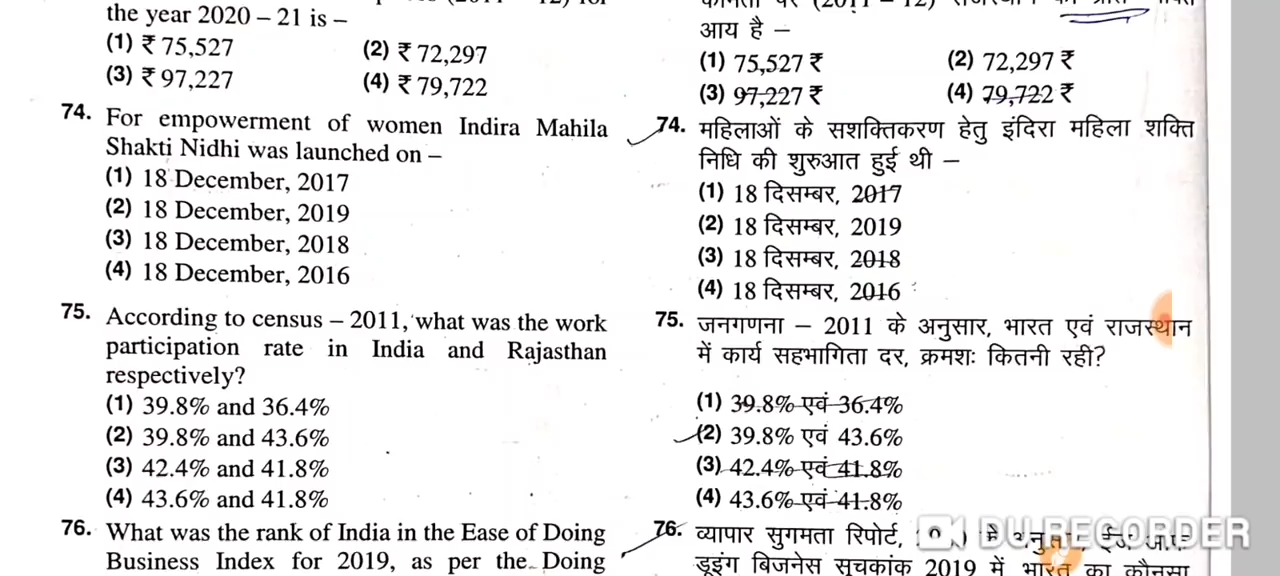 the year 2020 – 21 is –
(1) ₹ 75,527 (2) ₹ 72,297
(3) ₹ 97,227 (4) ₹ 79,722
74. For empowerment of women Indira Mahila
Shakti Nidhi was launched on –
(1) 18 December, 2017
(2) 18 December, 2019
(3) 18 December, 2018
(4) 18 December, 2016
75. According to census – 2011, what was the work
participation rate in India and Rajasthan
respectively?
(1) 39.8% and 36.4%
(2) 39.8% and 43.6%
(3) 42.4% and 41.8%
(4) 43.6% and 41.8%
76. What was the rank of India in the Ease of Doing
Business Index for 2019, as per the Doing
आय है –
(1) 75,527 ₹ (2) 72,297 ₹
(3) 97,227 ₹ (4) 79,722 ₹
74. महिलाओं के सशक्तिकरण हेतु इंदिरा महिला शक्ति
निधि की शुरुआत हुई थी –
(1) 18 दिसम्बर, 2017
(2) 18 दिसम्बर, 2019
(3) 18 दिसम्बर, 2018
(4) 18 दिसम्बर, 2016
75. जनगणना – 2011 के अनुसार, भारत एवं राजस्थान
में कार्य सहभागिता दर, क्रमशः कितनी रही?
(1) 39.8% एवं 36.4%
(2) 39.8% एवं 43.6%
(3) 42.4% एवं 41.8%
(4) 43.6% एवं 41.8%
76. व्यापार सुगमता रिपोर्ट,
डूइंग बिजनेस सूचकांक 2019 में भारत का कौनसा
DU RECORDER